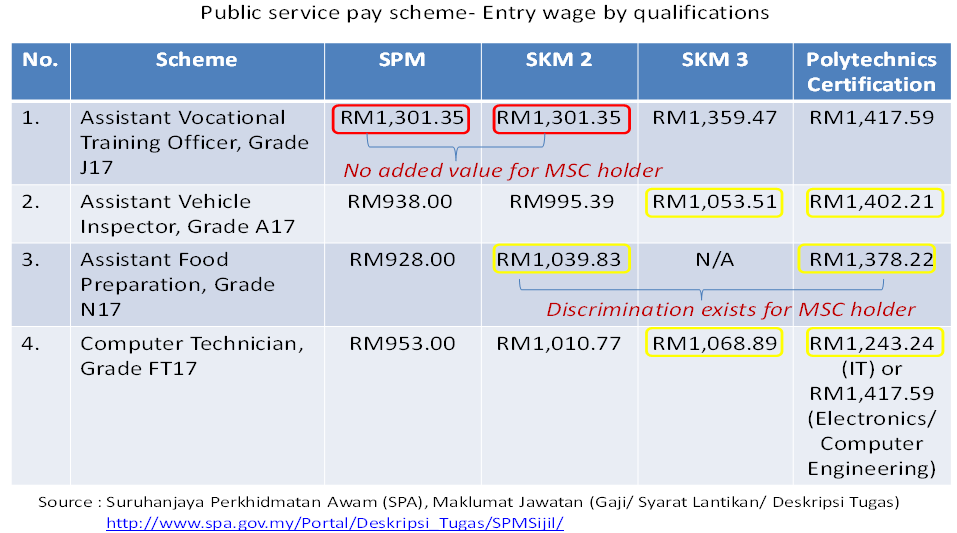 Public service pay scheme- Entry wage by qualifications
No. Scheme SPM SKM 2 SKM 3 Polytechnics
Certification
1. Assistant Vocational RM1,301.35 RM1,301.35 RM1,359.47 RM1,417.59
Training Officer, Grade
J17
No added value for MSC holder
2. Assistant Vehicle RM938.00 RM995.39 RM1,053.51 RM1,402.21
Inspector, Grade A17
3. Assistant Food RM928.00 RM1,039.83 N/A RM1,378.22
Preparation, Grade
N17
Discrimination exists for MSC holder
4. Computer Technician, RM953.00 RM1,010.77 RM1,068.89 RM1,243.24
Grade FT17 (IT) or
RM1,417.59
(Electronics/
Computer
Engineering)
Source : Suruhanjaya Perkhidmatan Awam (SPA), Maklumat Jawatan (Gaji/ Syarat Lantikan/ Deskripsi Tugas)
http://www.spa.gov.my/Portal/Deskripsi_Tugas/SPMSijil/